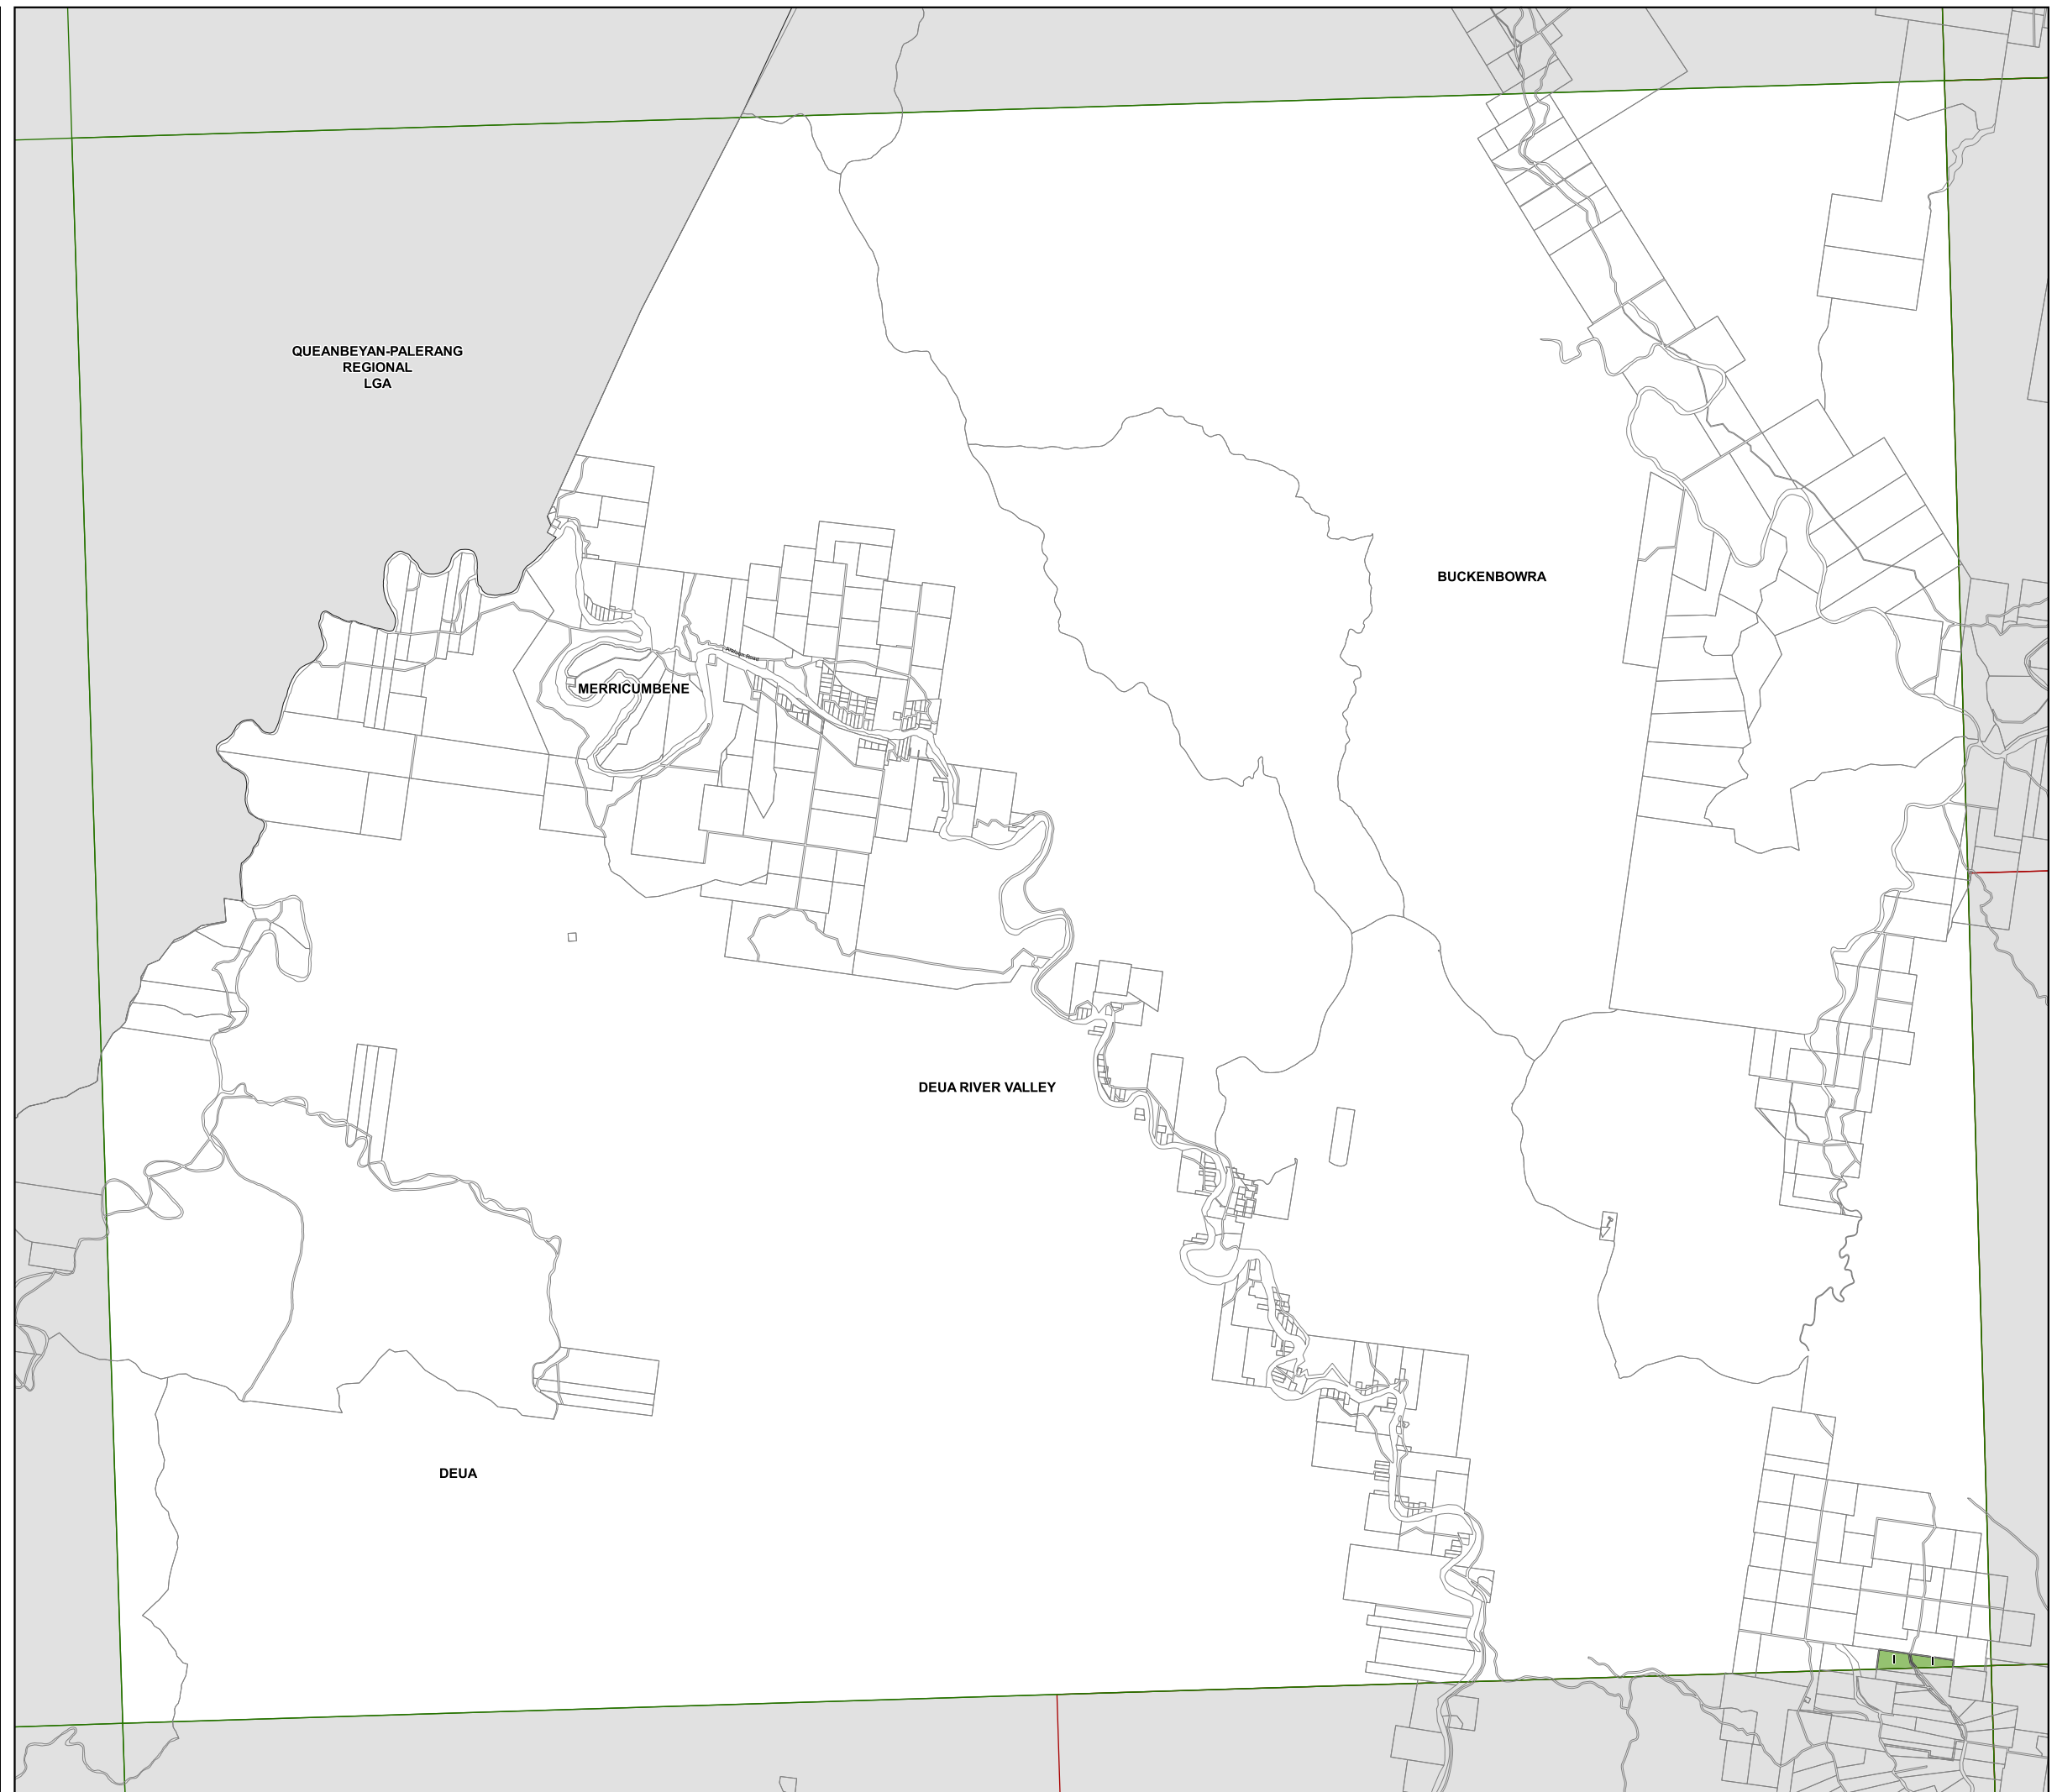 QUEANBEYAN-PALERANG
REGIONAL
LGA
BUCKENBOWRA
MERRICUMBENE
DEUA RIVER VALLEY
DEUA
I
I